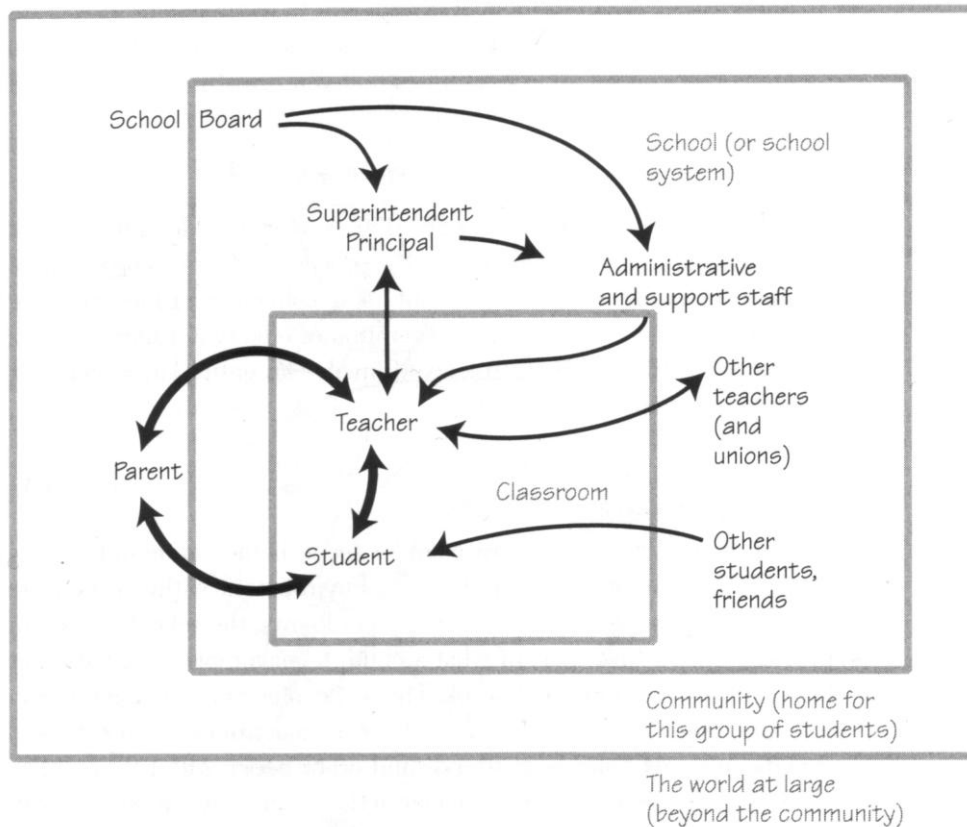 School Board
School (or school
system)
Superintendent
Principal
Administrative
and support staff
Other
teachers
(and
unions)
Teacher
Parent
Classroom
Student
Other
students,
friends
Community (home for
this group of students)
The world at large
(beyond the community)